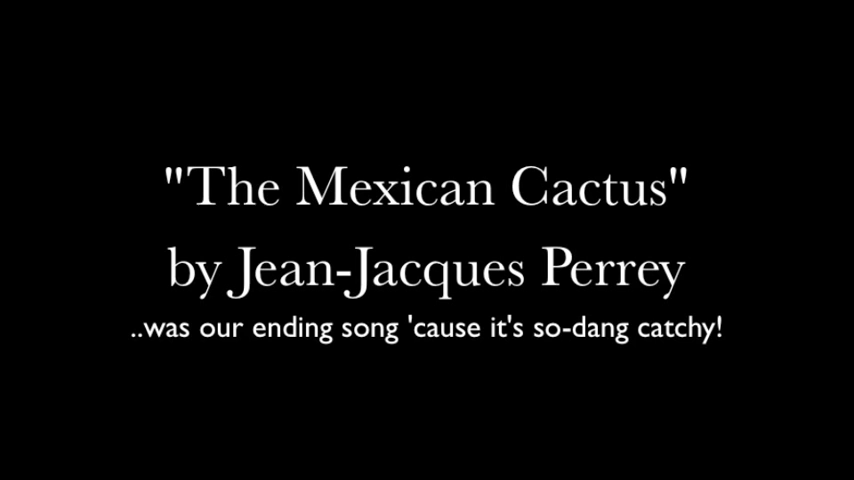 "The Mexican Cactus"
by Jean-Jacques Perrey
..was our ending song 'cause it's so-dang catchy!